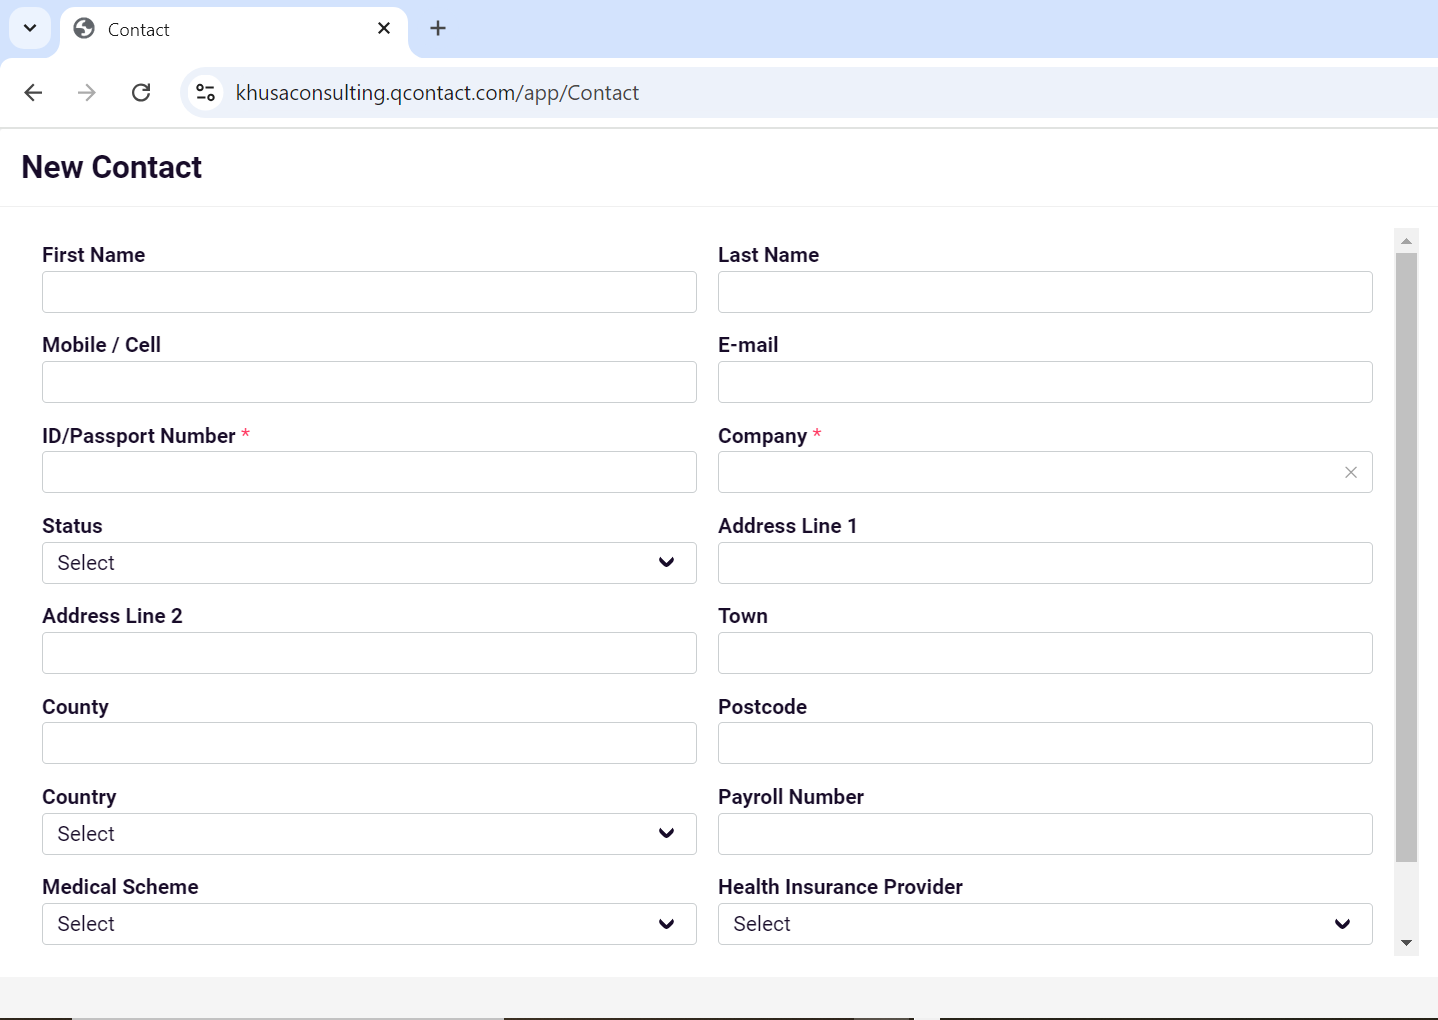 Contact
khusaconsulting.qcontact.com/app/Contact
New Contact
First Name
Last Name
Mobile / Cell
E-mail
ID/Passport Number *
Company *
Status
Address Line 1
Select
Address Line 2
Town
County
Postcode
Country
Payroll Number
Select
Medical Scheme
Health Insurance Provider
Select
Select